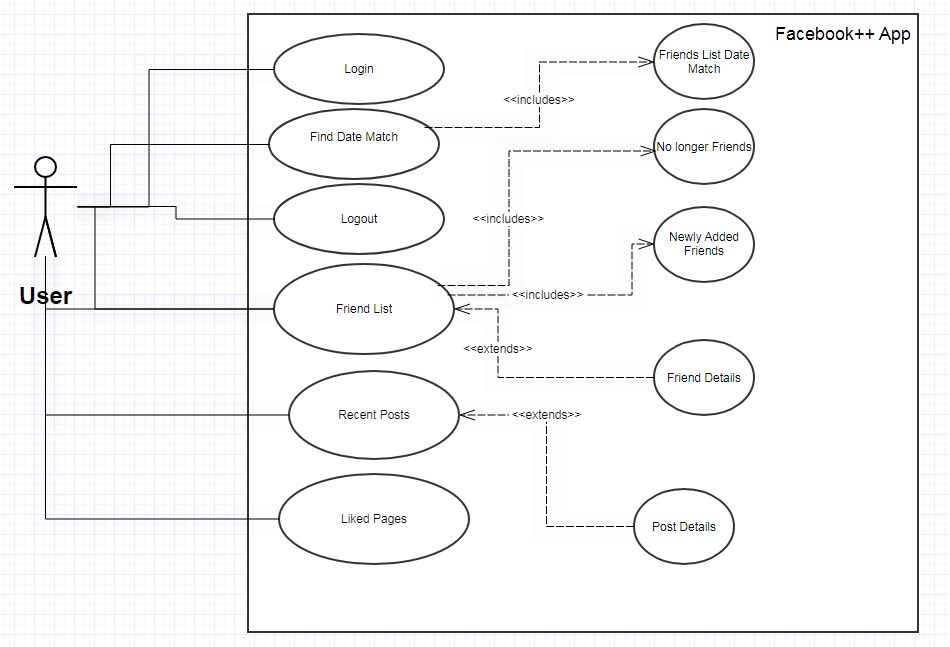 Facebook++ App
Login
Friends List Date
Match
<<includes>>
Find Date Match
No longer Friends
Logout
<<includes>>
Newly Added
Friends
User
<<includes>>
Friend List
<<extends>>
Friend Details
Recent Posts
<<extends>>
Liked Pages
Post Details